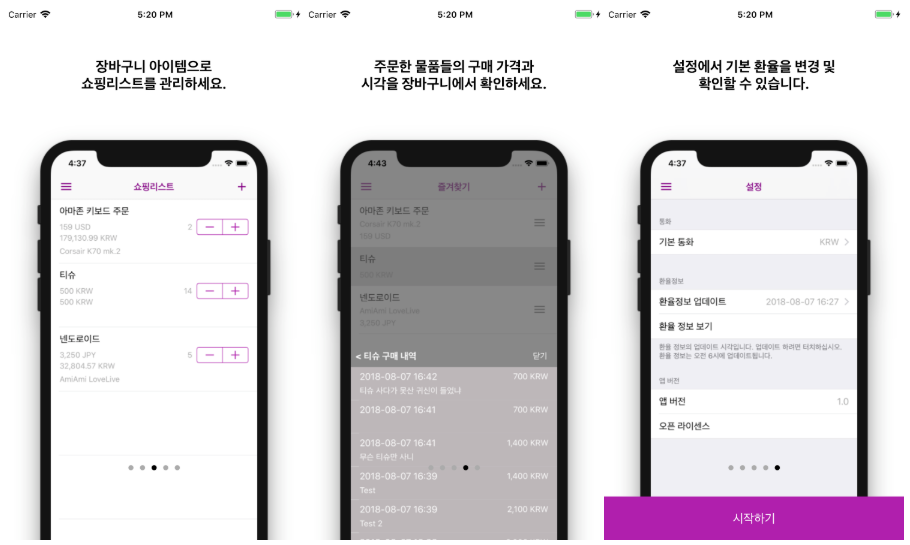 Carrier
5:20 PM
장바구니 아이템으로
쇼핑리스트를 관리하세요.
4:37
쇼핑리스트
+
아마존 키보드 주문
159 USD
2
− +
179,130.99 KRW
Corsair K70 mk.2
티슈
500 KRW
14
− +
500 KRW
넨도로이드
3,250 JPY
5
− +
32,804.57 KRW
AmiAmi LoveLive
Carrier
5:20 PM
주문한 물품들의 구매 가격과
시각을 장바구니에서 확인하세요.
4:43
즐겨찾기
+
아마존 키보드 주문
Corsair K70 mk.2
159 USD
티슈
500 KRW
넨도로이드
AmiAmi LoveLive
3,250 JPY
< 티슈 구매 내역
닫기
2018-08-07 16:42
700 KRW
티슈 사다가 못산 귀신이 들었냐
2018-08-07 16:41
700 KRW
2018-08-07 16:41
1,400 KRW
무슨 티슈만 사니
2018-08-07 16:39
1,400 KRW
Test
2018-08-07 16:39
2,100 KRW
Test 2
Carrier
5:20 PM
설정에서 기본 환율을 변경 및
확인할 수 있습니다.
4:37
설정
통화
기본 통화
KRW >
환율정보
환율정보 업데이트
2018-08-07 16:27 >
환율 정보 보기
환율 정보의 업데이트 시각입니다. 업데이트 하려면 터치하십시오.
환율 정보는 오전 6시에 업데이트됩니다.
앱 버전
앱 버전
1.0
오픈 라이센스
시작하기